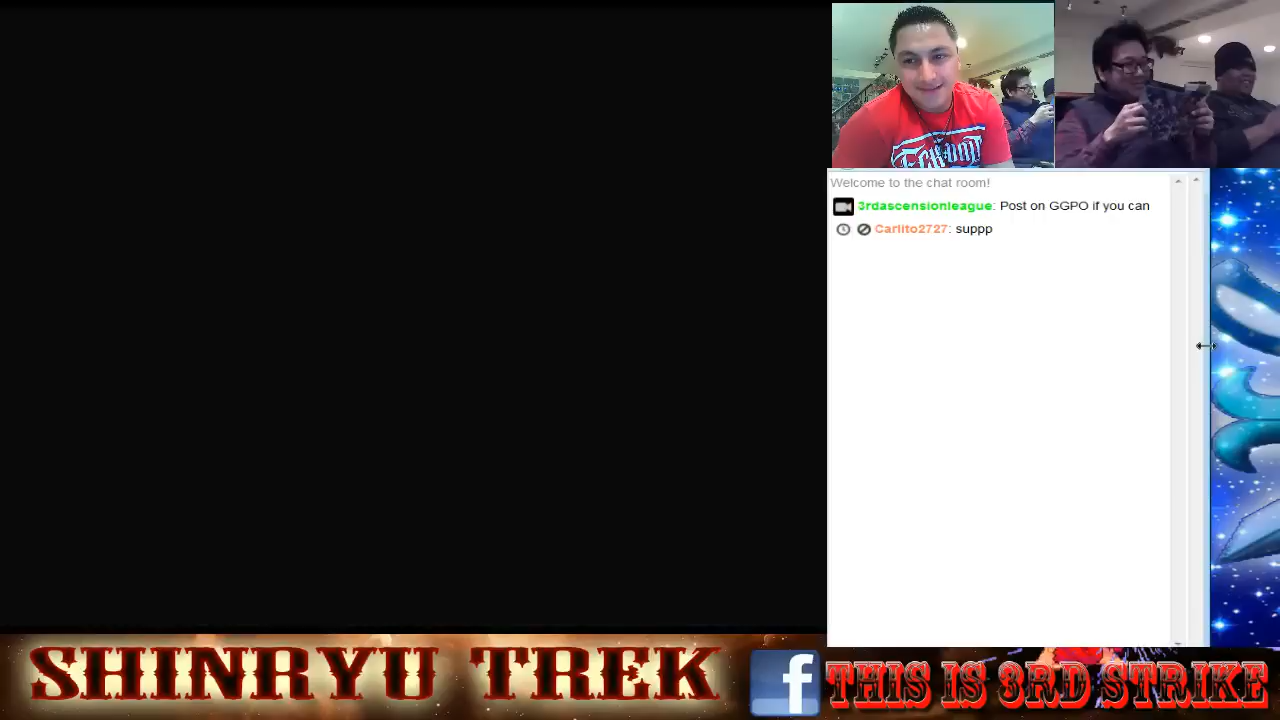 Welcome to the chat room!
3rdascensionleague: Post on GGPO if you can
Carlito2727: suppp
SHINRYU TREK
f
THIS IS 3RD STRIKE